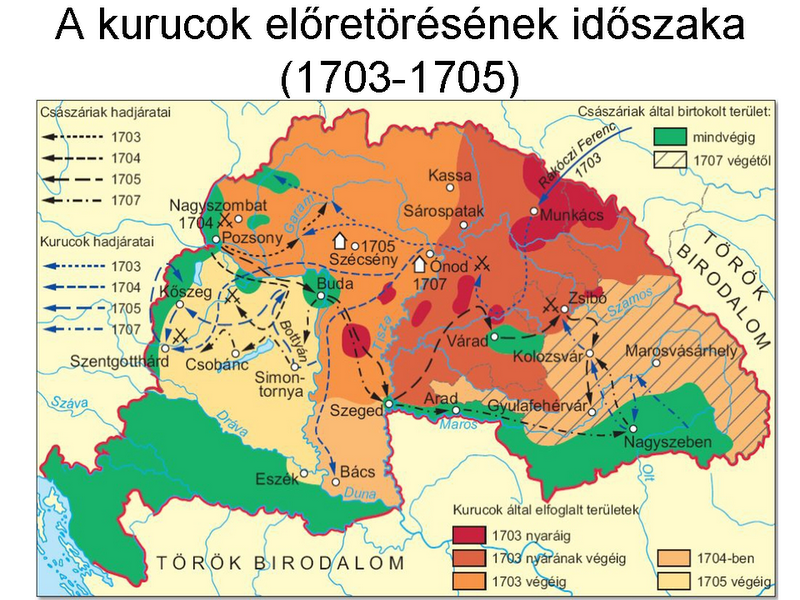 A kurucok előretörésének időszaka
(1703-1705)
Császáriak hadjáratai
1703
1704
1705
1707
Kurucok hadjáratai
1703
1704
1705
1707
Császáriak által birtokolt terület:
mindvégig
1707 végétől
Rákóczi Ferenc
1703
Kassa
Nagyszombat
1704
Pozsony
Garam
Sárospatak
Munkács
1705
Szécsény
Ónod
1707
TÖRÖK
BIRODALOM
Kőszeg
Buda
Zsibó
Szamos
Bottyán
Tisza
Várad
Kolozsvár
Marosvásárhely
Szentgotthárd
Csobánc
Simon-
tornya
Szeged
Arad
Maros
Gyulafehérvár
Nagyszeben
Száva
Dráva
Eszék
Bács
Duna
Olt
TÖRÖK BIRODALOM
Kurucok által elfoglalt területek
1703 nyaráig
1703 nyarának végéig
1703 végéig
1704-ben
1705 végéig